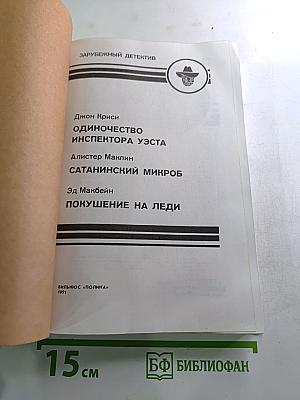 ЗАРУБЕЖНЫЙ ДЕТЕКТИВ
Джон Криси
ОДИНОЧЕСТВО
ИНСПЕКТОРА УЭСТА
Алистер Маклин
САТАНИНСКИЙ МИКРОБ
Эд Макбейн
ПОКУШЕНИЕ НА ЛЕДИ
ВИЛЬНЮС «ПОЛИНА»
1991
15 см
БФ БИБЛИОФАН